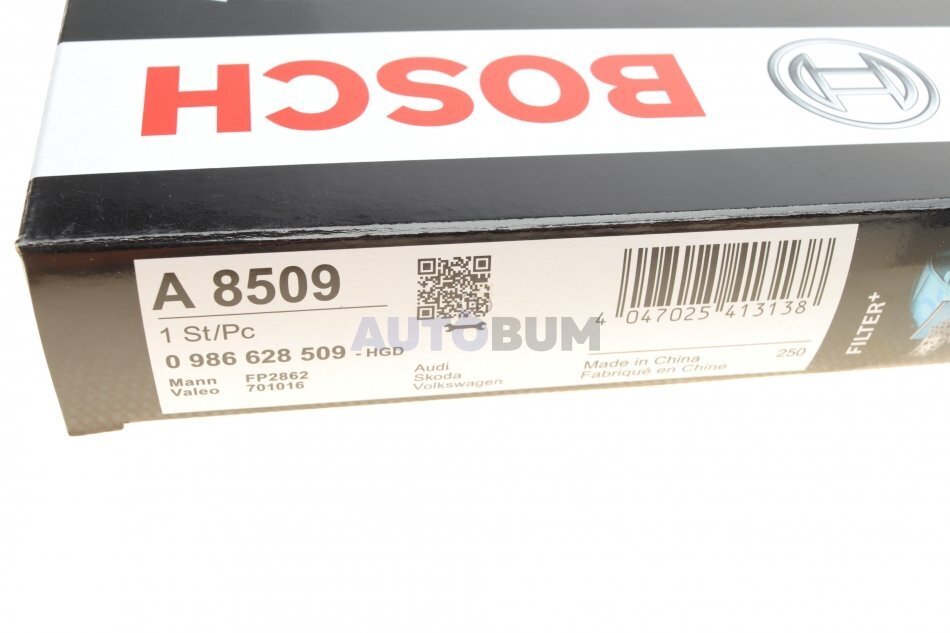 BOSCH
A 8509
1 St/Pc
0 986 628 509 - HGD
Mann FP2862
Valeo 701016
Audi
Skoda
Volkswagen
4 047025 413138
Made in China 250
Fabriqué en Chine
FILTER+
AUTOBUM